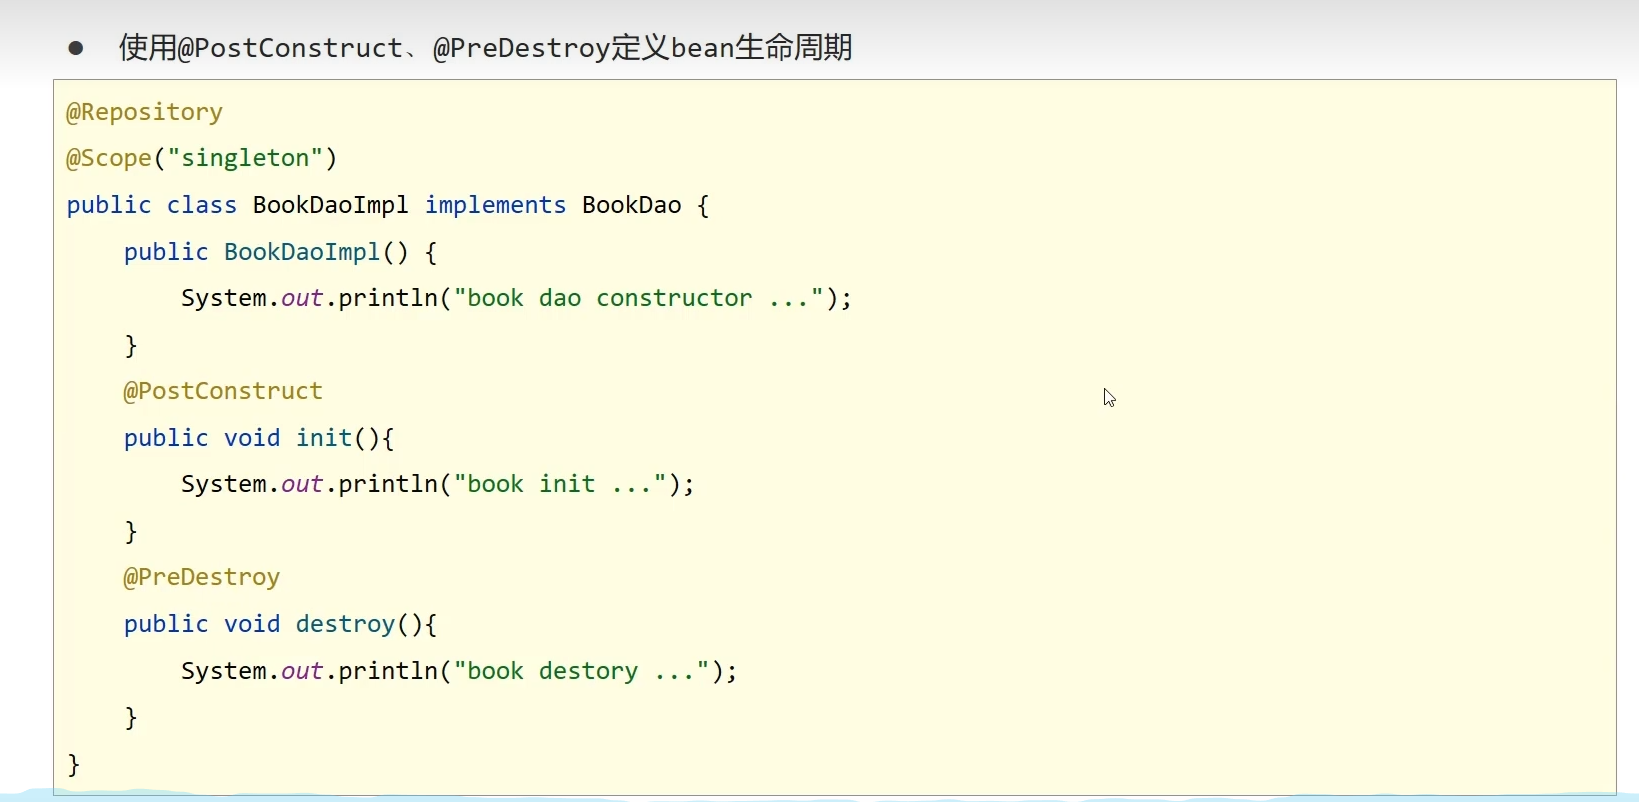 ● 使用@PostConstruct、@PreDestroy定义bean生命周期
@Repository
@Scope("singleton")
public class BookDaoImpl implements BookDao {
    public BookDaoImpl() {
        System.out.println("book dao constructor ...");
    }
    @PostConstruct
    public void init(){
        System.out.println("book init ...");
    }
    @PreDestroy
    public void destroy(){
        System.out.println("book destory ...");
    }
}